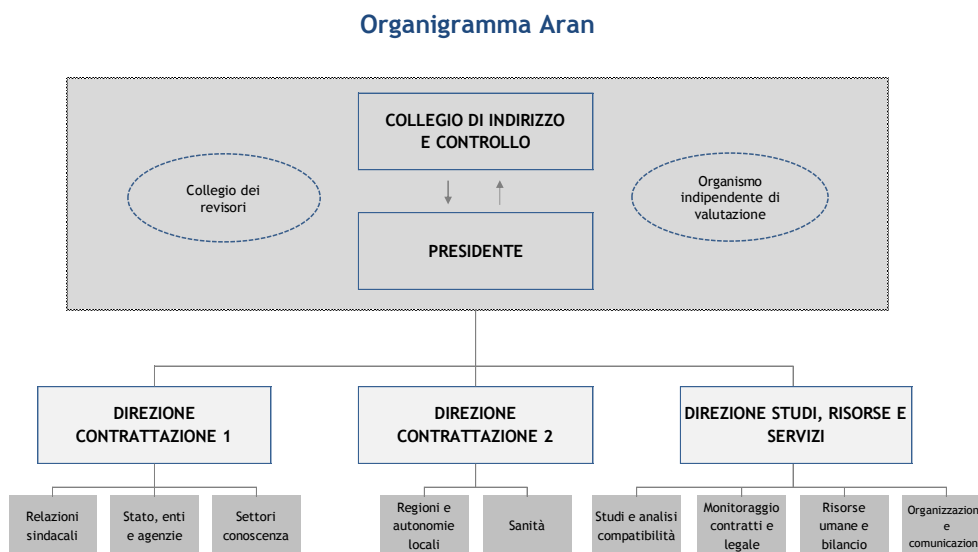 Organigramma Aran
COLLEGIO DI INDIRIZZO
E CONTROLLO
Collegio dei
revisori
Organismo
indipendente di
valutazione
PRESIDENTE
DIREZIONE
CONTRATTAZIONE 1
DIREZIONE
CONTRATTAZIONE 2
DIREZIONE STUDI, RISORSE E
SERVIZI
Relazioni
sindacali
Stato, enti
e agenzie
Settori
conoscenza
Regioni e
autonomie
locali
Sanità
Studi e analisi
compatibilità
Monitoraggio
contratti e
legale
Risorse
umane e
bilancio
Organizzazion
e
comunicazion